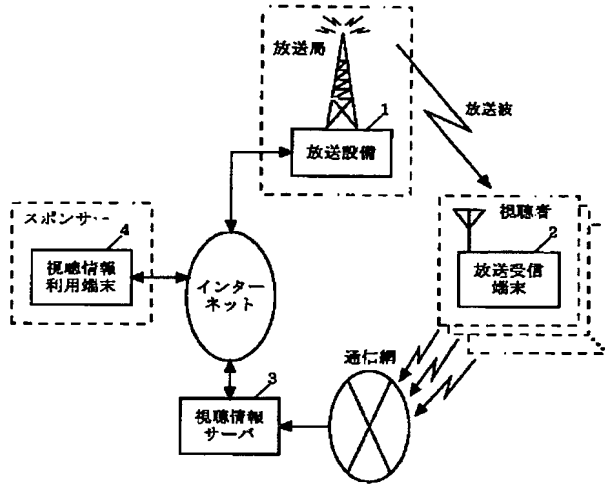 放送局
1
放送設備
放送波
スポンサー
4
視聴情報
利用端末
インター
ネット
視聴者
2
放送受信
端末
通信網
3
視聴情報
サーバ